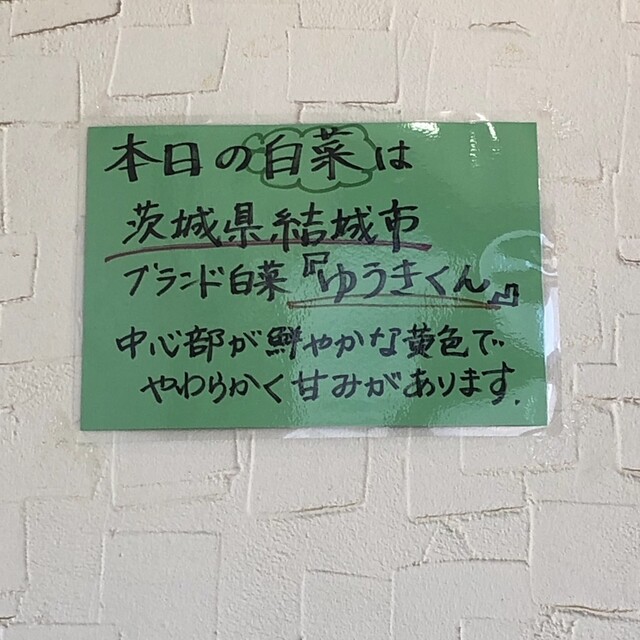 本日の白菜は
茨城県結城市
ブランド白菜『ゆうきくん』
中心部が鮮やかな黄色で
やわらかく甘みがあります.